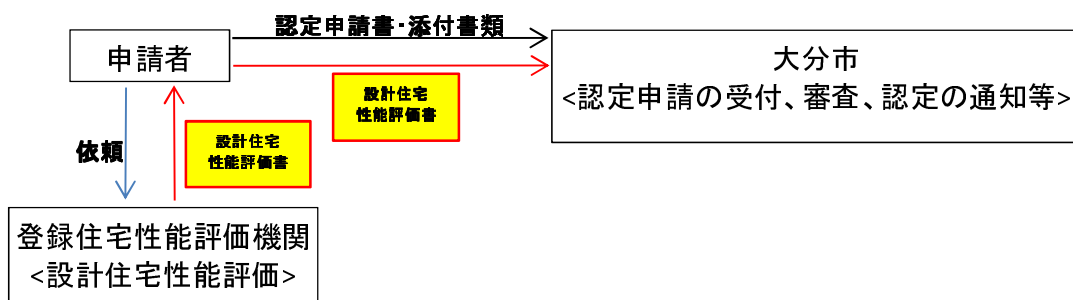 認定申請書・添付書類
申請者
大分市
<認定申請の受付、審査、認定の通知等>
設計住宅
性能評価書
設計住宅
性能評価書
依頼
登録住宅性能評価機関
<設計住宅性能評価>